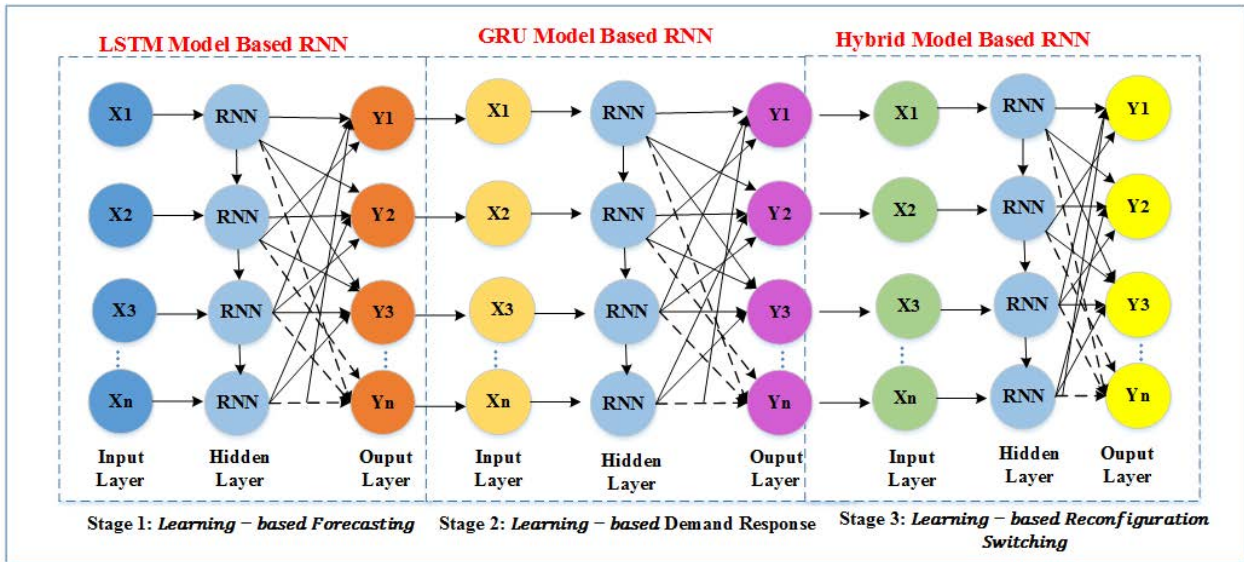 LSTM Model Based RNN
GRU Model Based RNN
Hybrid Model Based RNN
X1 RNN Y1 X1 RNN Y1 X1 RNN Y1
X2 RNN Y2 X2 RNN Y2 X2 RNN Y2
X3 RNN Y3 X3 RNN Y3 X3 RNN Y3
Xn RNN Yn Xn RNN Yn Xn RNN Yn
Input Hidden Ouput Input Hidden Ouput Input Hidden Ouput
Layer Layer Layer Layer Layer Layer Layer Layer Layer
Stage 1: Learning – based Forecasting
Stage 2: Learning – based Demand Response
Stage 3: Learning – based Reconfiguration
Switching